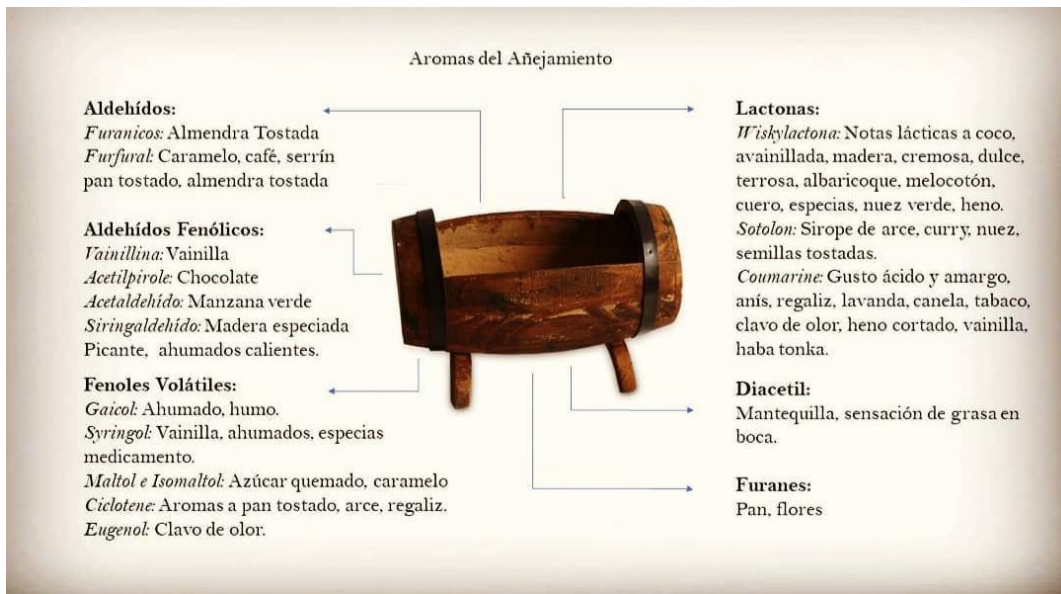 Aromas del Añejamiento
Aldehídos:
Furanicos: Almendra Tostada
Furfural: Caramelo, café, serrín
pan tostado, almendra tostada
Aldehídos Fenólicos:
Vainillina: Vainilla
Acetilpirole: Chocolate
Acetaldehído: Manzana verde
Siringaldehído: Madera especiada
Picante, ahumados calientes.
Fenoles Volátiles:
Gaicol: Ahumado, humo.
Syringol: Vainilla, ahumados, especias
medicamento.
Maltol e Isomaltol: Azúcar quemado, caramelo
Ciclotene: Aromas a pan tostado, arce, regaliz.
Eugenol: Clavo de olor.
Lactonas:
Wiskylactona: Notas lácticas a coco,
avainillada, madera, cremosa, dulce,
terrosa, albaricoque, melocotón,
cuero, especias, nuez verde, heno.
Sotolon: Sirope de arce, curry, nuez,
semillas tostadas.
Coumarine: Gusto ácido y amargo,
anís, regaliz, lavanda, canela, tabaco,
clavo de olor, heno cortado, vainilla,
haba tonka.
Diacetil:
Mantequilla, sensación de grasa en
boca.
Furanes:
Pan, flores